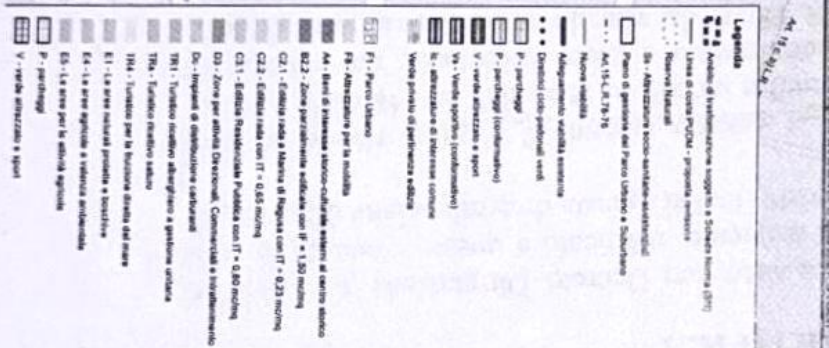 Legenda
Ambito di trasformazione soggetto a Scheda Norma (SN)
Riserve Naturali
Linea di costa PUDM - proposta
Art.15-L.R.78-76
Nuova viabilità
Adeguamento viabilità esistente
Direttrici ciclo-pedonali verdi
Ss - Attrezzature socio-sanitarie-assistenziali
Piano di gestione del Parco Urbano e Suburbano
P - parcheggi
P - parcheggi (conformativo)
V - verde attrezzato e sport
Vs - Verde sportivo (conformativo)
Ic - attrezzature di interesse comune
Verde privato di pertinenza edilizia
F1 - Parco Urbano
F8 - Attrezzature per la mobilità
A4 - Beni di interesse storico-culturale esterni al centro storico
B2.2 - Zone parzialmente edificate con IF = 1,50 mc/mq
C2.1 - Edilizia rada a Marina di Ragusa con IT = 0,23 mc/mq
C2.2 - Edilizia rada con IT = 0,65 mc/mq
C3.1 - Edilizia Residenziale Pubblica con IT = 0,80 mc/mq
D3 - Zone per attività Direzionali, Commerciali e Intrattenimento
Dc - Impianti di distribuzione carburanti
TR1 - Turistico ricettivo alberghiero a gestione unitaria
TRs - Turistico ricettivo saturo
TR4 - Turistico per la fruizione diretta del mare
E1 - Le aree naturali protette e boschive
E4 - Le aree agricole a valenza ambientale
E5 - Le aree per le attività agricole
P - parcheggi
V - verde attrezzato e sport